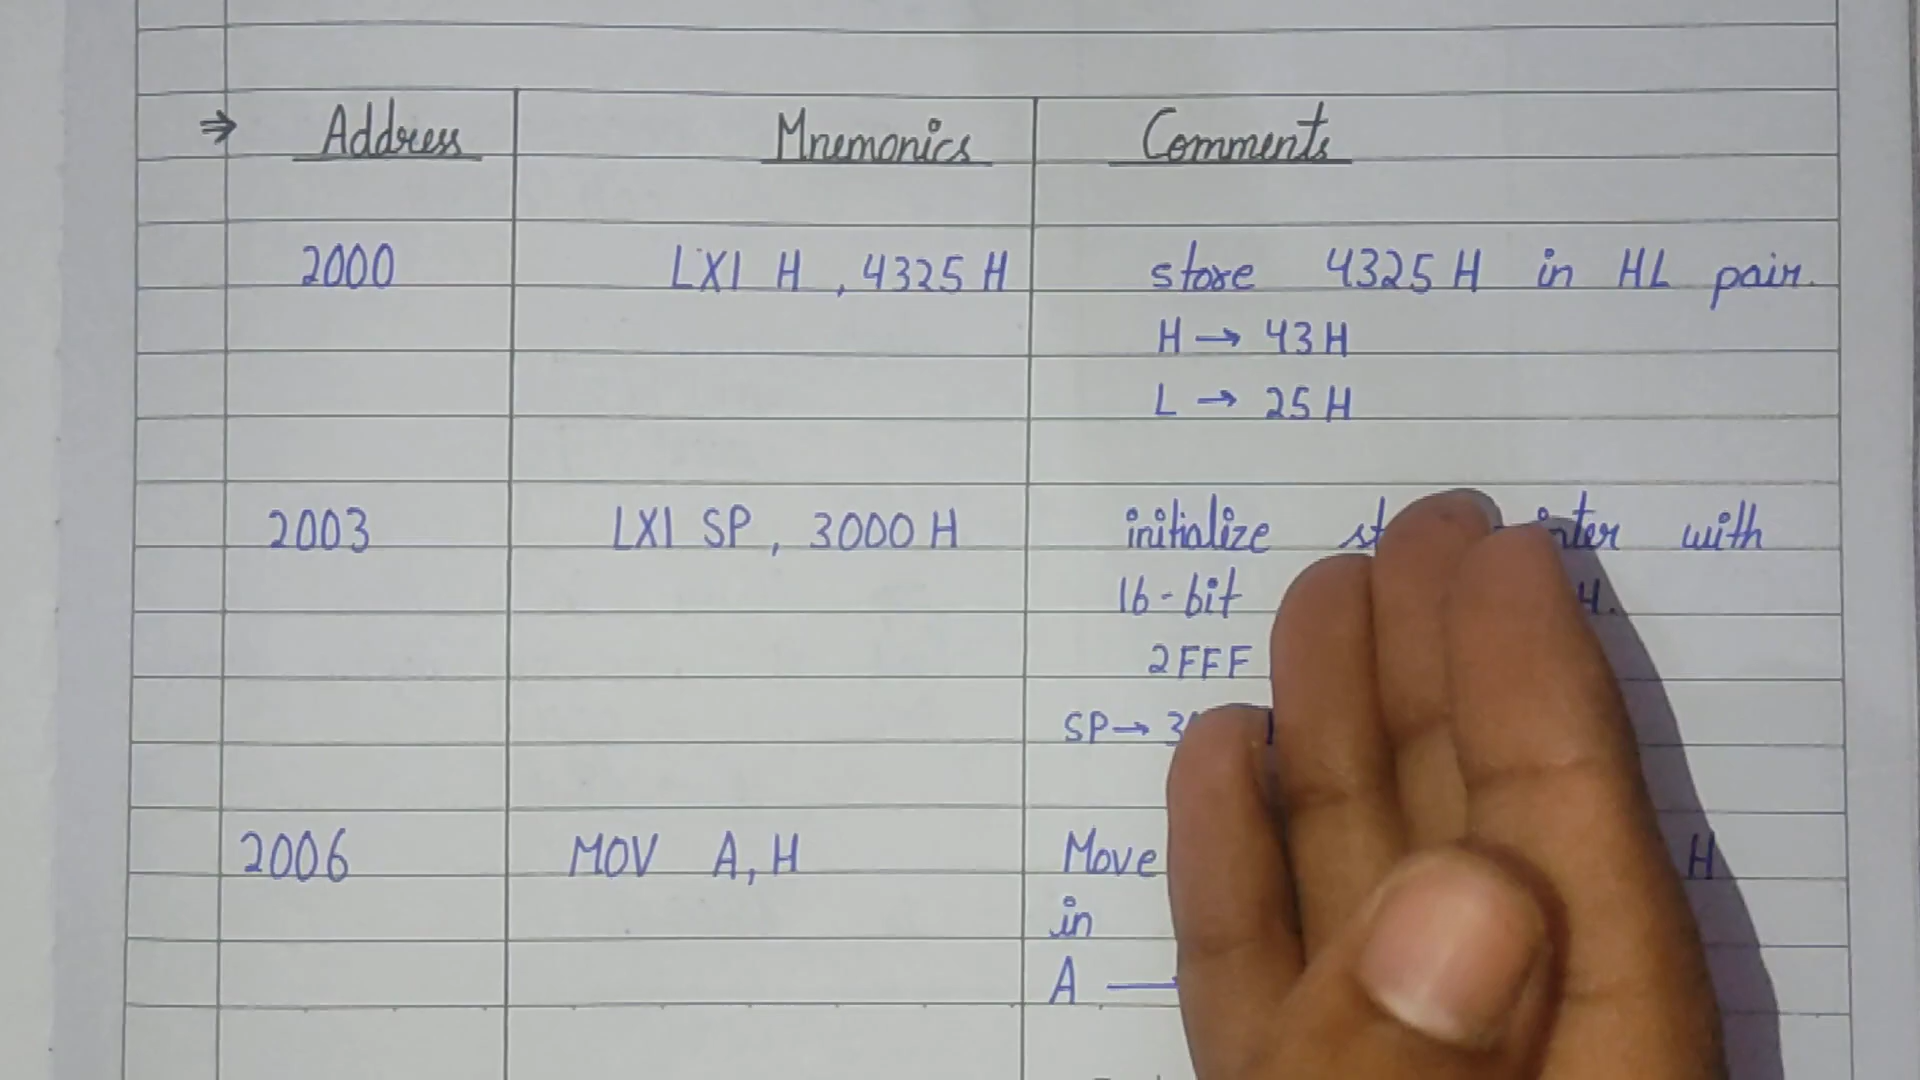 ⇒ Address Mnemonics Comments
2000 LXI H, 4325 H store 4325 H in HL pair.
H → 43 H
L → 25 H
2003 LXI SP, 3000 H initialize with
16-bit
2FFF
SP →
2006 MOV A, H Move H
in
A →